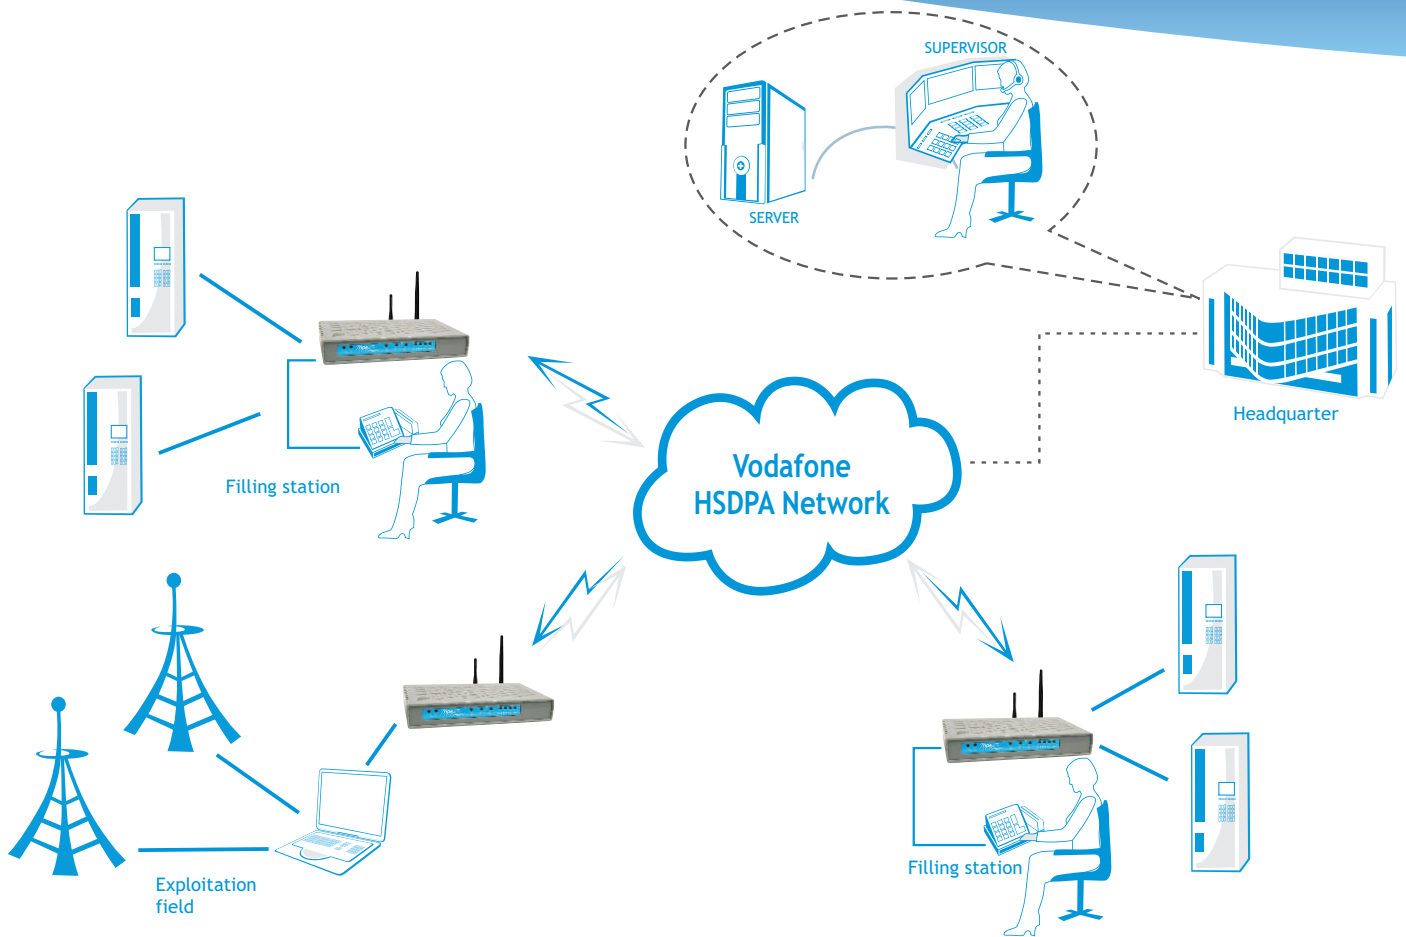 SUPERVISOR
SERVER
Headquarter
Vodafone
HSDPA Network
Filling station
Exploitation
field
Filling station